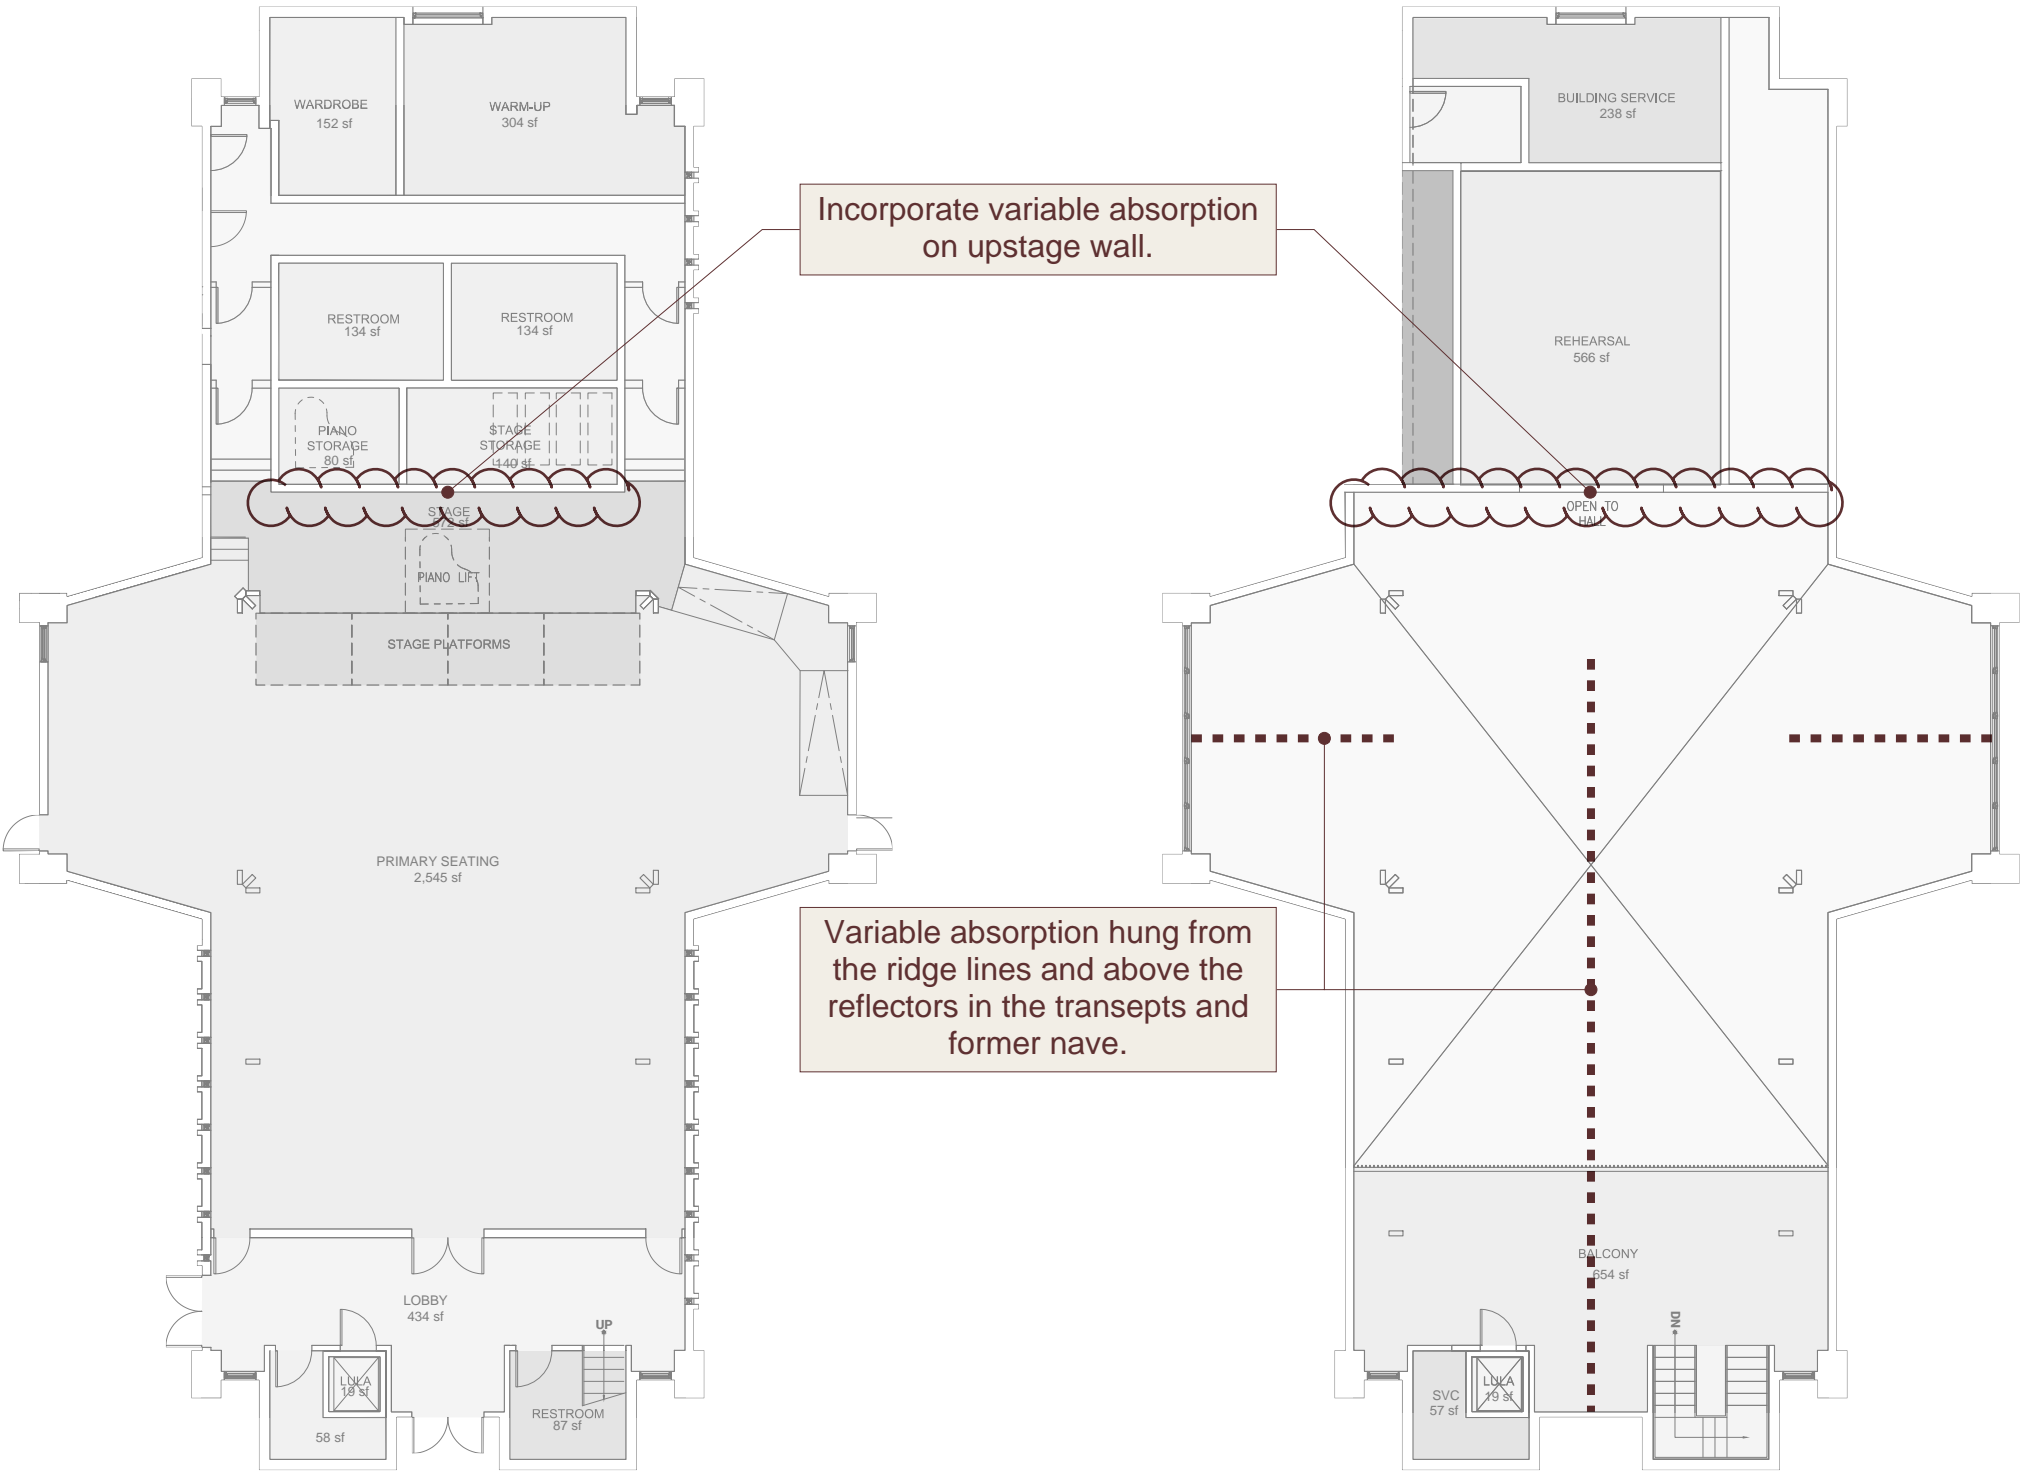 WARDROBE
152 sf
WARM-UP
304 sf
BUILDING SERVICE
238 sf
Incorporate variable absorption
on upstage wall.
RESTROOM
134 sf
RESTROOM
134 sf
REHEARSAL
566 sf
PIANO
STORAGE
80 sf
STAGE
STORAGE
140 sf
STAGE
572 sf
OPEN TO
HALL
PIANO LIFT
STAGE PLATFORMS
PRIMARY SEATING
2,545 sf
Variable absorption hung from
the ridge lines and above the
reflectors in the transepts and
former nave.
BALCONY
654 sf
LOBBY
434 sf
UP
DN
LULA
19 sf
RESTROOM
87 sf
58 sf
SVC
57 sf
LULA
19 sf